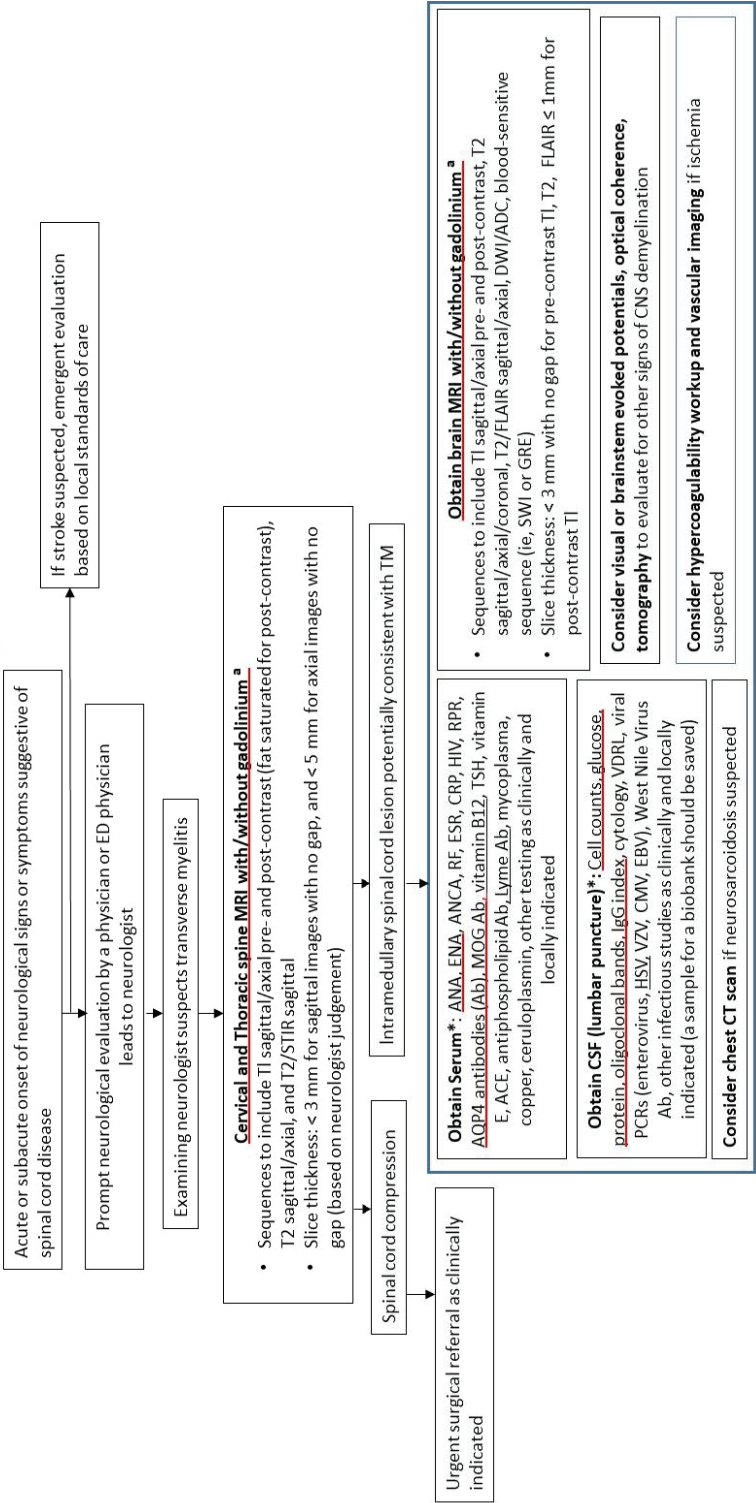 Acute or subacute onset of neurological signs or symptoms suggestive of
spinal cord disease
If stroke suspected, emergent evaluation
based on local standards of care
Prompt neurological evaluation by a physician or ED physician
leads to neurologist
Examining neurologist suspects transverse myelitis
Cervical and Thoracic spine MRI with/without gadolinium a
• Sequences to include Tl sagittal/axial pre- and post-contrast (fat saturated for post-contrast),
T2 sagittal/axial, and T2/STIR sagittal
• Slice thickness: < 3 mm for sagittal images with no gap, and < 5 mm for axial images with no
gap (based on neurologist judgement)
Spinal cord compression
Intramedullary spinal cord lesion potentially consistent with TM
Urgent surgical referral as clinically
indicated
Obtain Serum*: ANA, ENA, ANCA, RF, ESR, CRP, HIV, RPR,
AQP4 antibodies (Ab), MOG Ab, vitamin B12, TSH, vitamin
E, ACE, antiphospholipid Ab, Lyme Ab, mycoplasma,
copper, ceruloplasmin, other testing as clinically and
locally indicated
Obtain CSF (lumbar puncture)*: Cell counts, glucose,
protein, oligoclonal bands, IgG index, cytology, VDRL, viral
PCRs (enterovirus, HSV, VZV, CMV, EBV), West Nile Virus
Ab, other infectious studies as clinically and locally
indicated (a sample for a biobank should be saved)
Consider chest CT scan if neurosarcoidosis suspected
Obtain brain MRI with/without gadolinium a
• Sequences to include Tl sagittal/axial pre- and post-contrast, T2
sagittal/axial/coronal, T2/FLAIR sagittal/axial, DWI/ADC, blood-sensitive
sequence (ie, SWI or GRE)
• Slice thickness: < 3 mm with no gap for pre-contrast Tl, T2, FLAIR ≤ 1mm for
post-contrast Tl
Consider visual or brainstem evoked potentials, optical coherence,
tomography to evaluate for other signs of CNS demyelination
Consider hypercoagulability workup and vascular imaging if ischemia
suspected